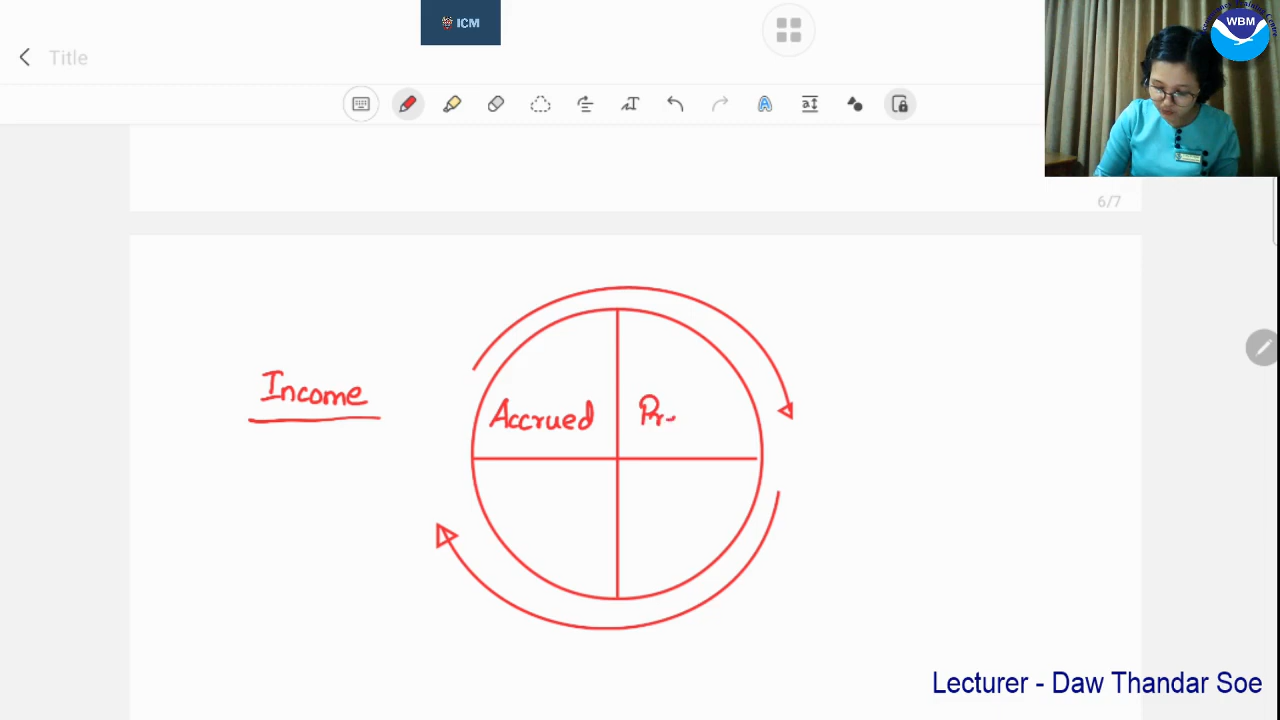 ICM
Title
WBM
6/7
Income
Accrued
Pr-
Lecturer - Daw Thandar Soe